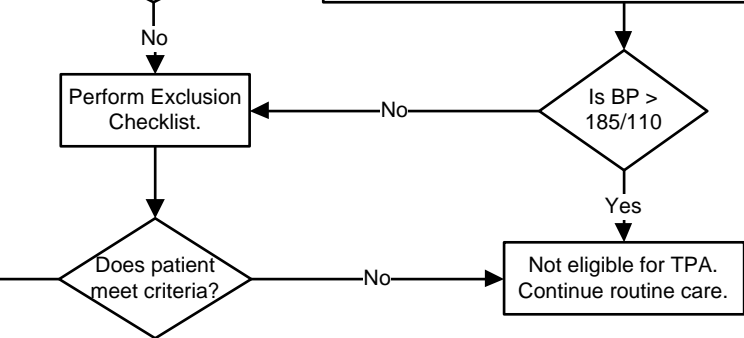 No
Perform Exclusion
Checklist.
No
Is BP >
185/110
Yes
Does patient
meet criteria?
No
Not eligible for TPA.
Continue routine care.